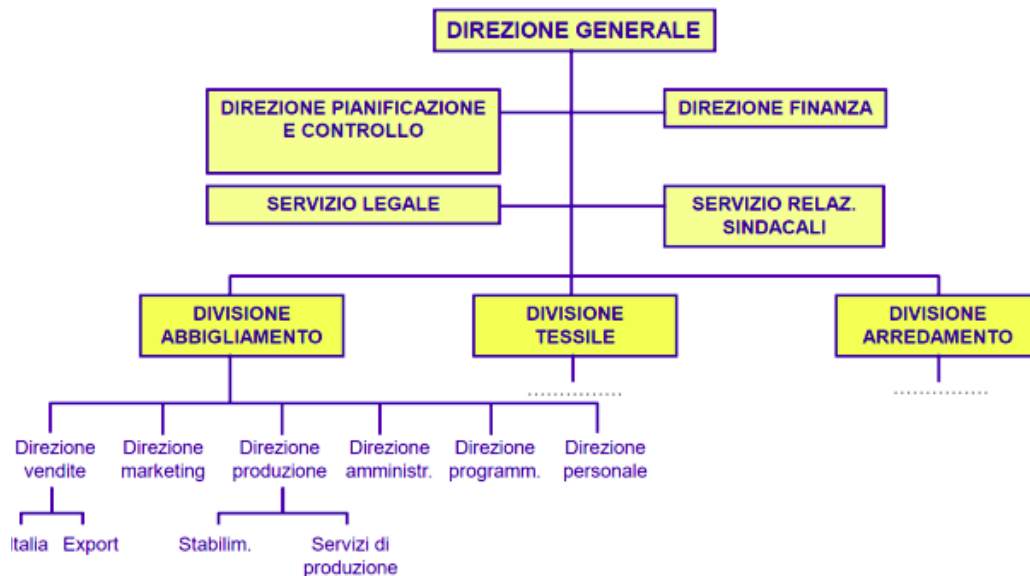 DIREZIONE GENERALE
DIREZIONE PIANIFICAZIONE
E CONTROLLO
DIREZIONE FINANZA
SERVIZIO LEGALE
SERVIZIO RELAZ.
SINDACALI
DIVISIONE
ABBIGLIAMENTO
DIVISIONE
TESSILE
DIVISIONE
ARREDAMENTO
Direzione
vendite
Direzione
marketing
Direzione
produzione
Direzione
amministr.
Direzione
programm.
Direzione
personale
Italia
Export
Stabilim.
Servizi di
produzione